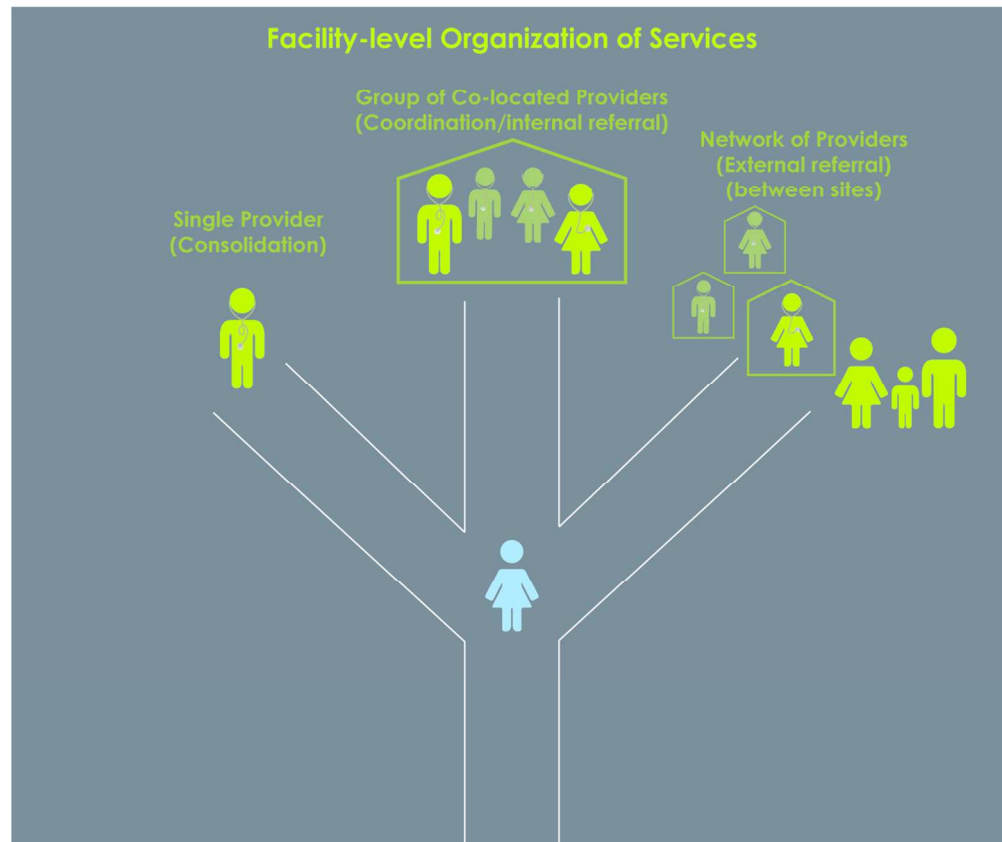 Facility-level Organization of Services
Group of Co-located Providers
(Coordination/internal referral)
Network of Providers
(External referral)
(between sites)
Single Provider
(Consolidation)